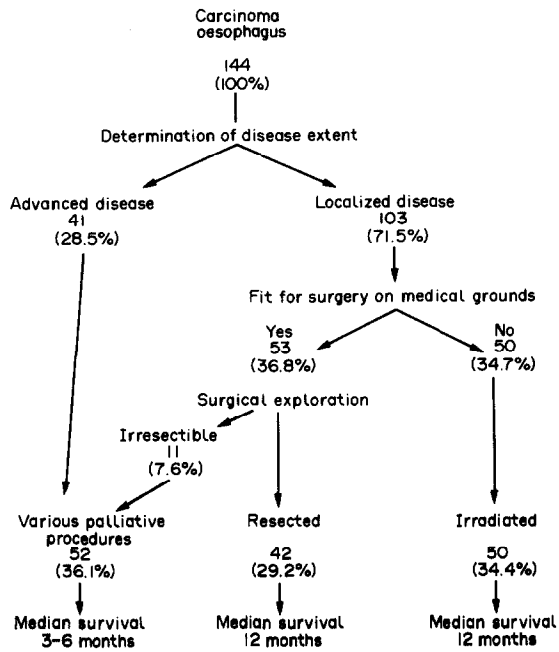 Carcinoma
oesophagus
144
(100%)
Determination of disease extent
Advanced disease
41
(28.5%)
Localized disease
103
(71.5%)
Fit for surgery on medical grounds
Yes
53
(36.8%)
No
50
(34.7%)
Surgical exploration
Irresectible
11
(7.6%)
Various palliative
procedures
52
(36.1%)
Resected
42
(29.2%)
Irradiated
50
(34.4%)
Median survival
3-6 months
Median survival
12 months
Median survival
12 months